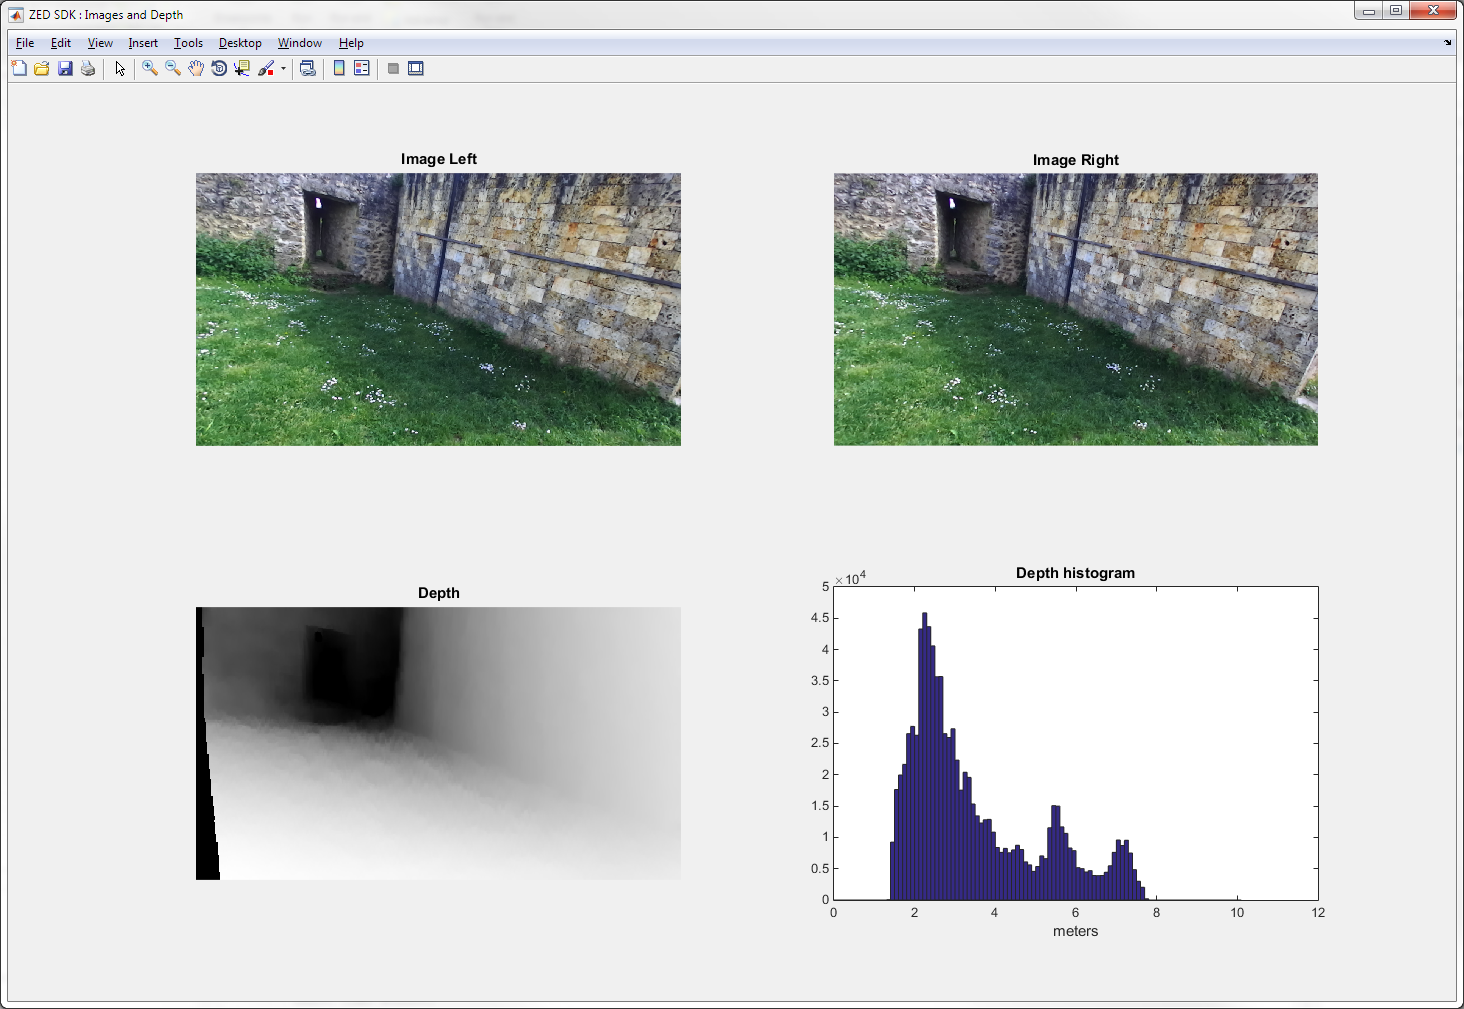 ZED SDK : Images and Depth
File Edit View Insert Tools Desktop Window Help
Image Left
Image Right
Depth
Depth histogram
×10^4
5
4.5
4
3.5
3
2.5
2
1.5
1
0.5
0
0 2 4 6 8 10 12
meters